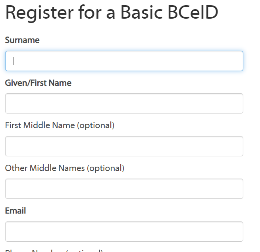 Register for a Basic BCeID
Surname
Given/First Name
First Middle Name (optional)
Other Middle Names (optional)
Email